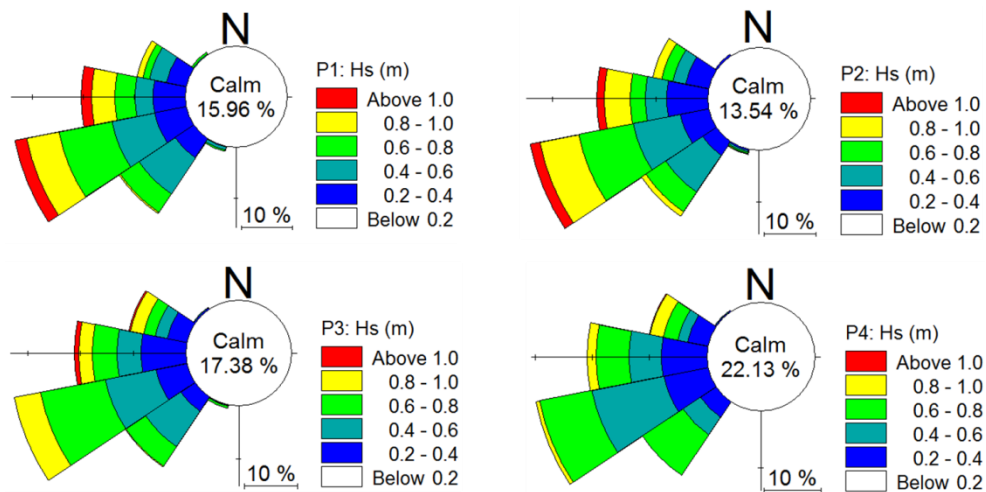 N
Calm
15.96 %
10 %
P1: Hs (m)
Above 1.0
0.8 - 1.0
0.6 - 0.8
0.4 - 0.6
0.2 - 0.4
Below 0.2
N
Calm
13.54 %
10 %
P2: Hs (m)
Above 1.0
0.8 - 1.0
0.6 - 0.8
0.4 - 0.6
0.2 - 0.4
Below 0.2
N
Calm
17.38 %
10 %
P3: Hs (m)
Above 1.0
0.8 - 1.0
0.6 - 0.8
0.4 - 0.6
0.2 - 0.4
Below 0.2
N
Calm
22.13 %
10 %
P4: Hs (m)
Above 1.0
0.8 - 1.0
0.6 - 0.8
0.4 - 0.6
0.2 - 0.4
Below 0.2